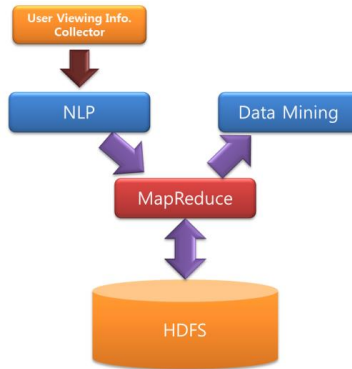 User Viewing Info.
Collector
NLP
Data Mining
MapReduce
HDFS